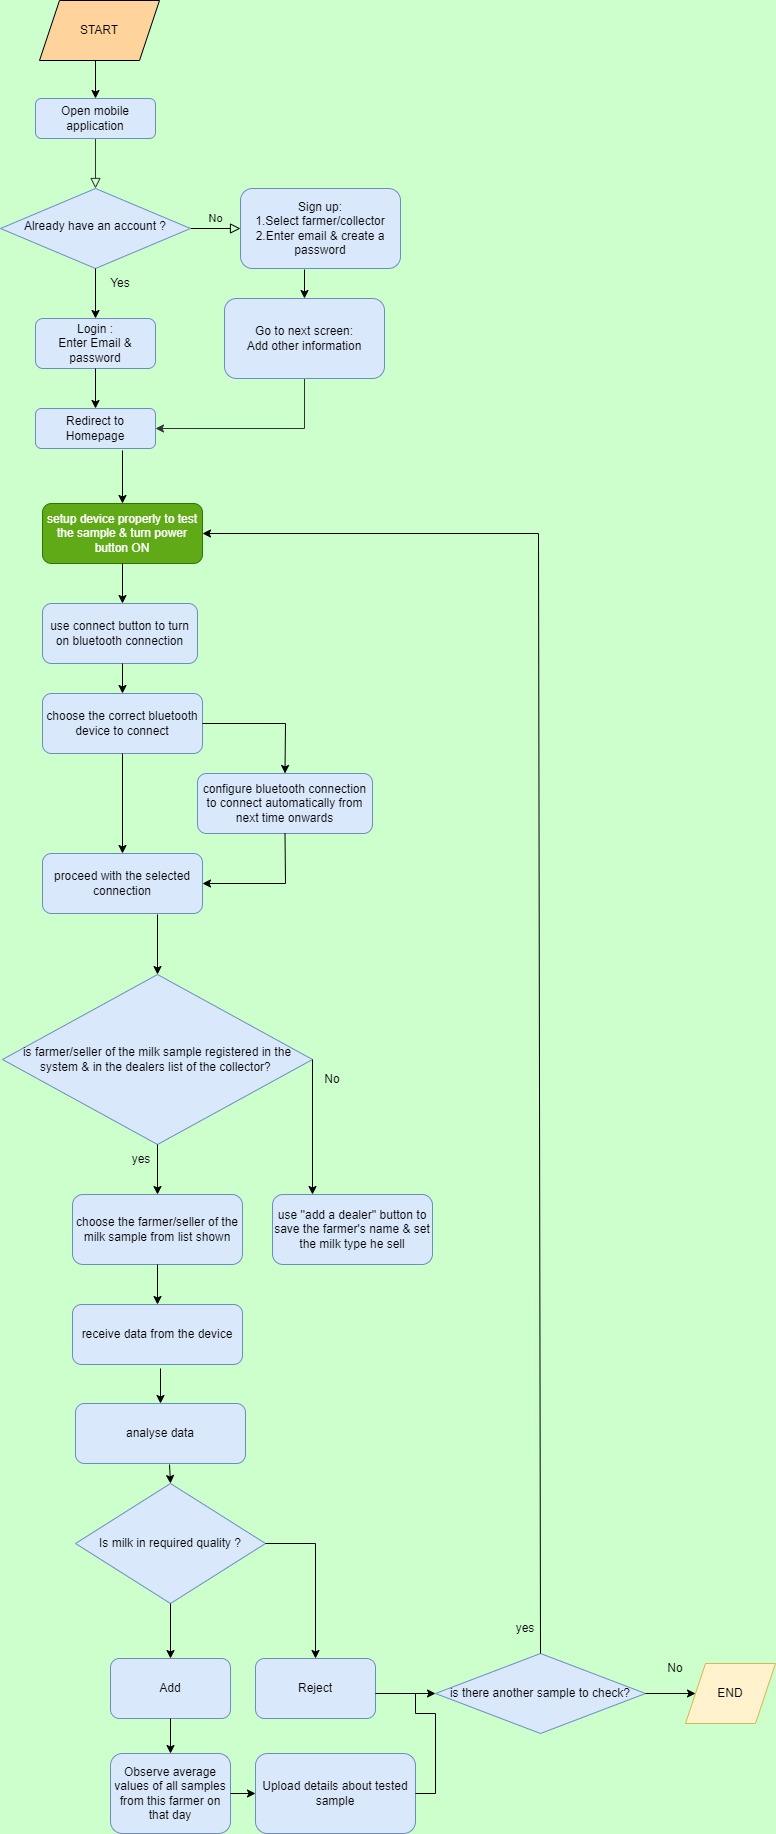 START
Open mobile
application
Already have an account ?
No
Sign up:
1.Select farmer/collector
2.Enter email & create a
password
Yes
Login :
Enter Email &
password
Go to next screen:
Add other information
Redirect to
Homepage
setup device properly to test
the sample & turn power
button ON
use connect button to turn
on bluetooth connection
choose the correct bluetooth
device to connect
configure bluetooth connection
to connect automatically from
next time onwards
proceed with the selected
connection
is farmer/seller of the milk sample registered in the
system & in the dealers list of the collector?
No
yes
choose the farmer/seller of the
milk sample from list shown
use "add a dealer" button to
save the farmer's name & set
the milk type he sell
receive data from the device
analyse data
Is milk in required quality ?
yes
Add
Reject
is there another sample to check?
No
END
Observe average
values of all samples
from this farmer on
that day
Upload details about tested
sample